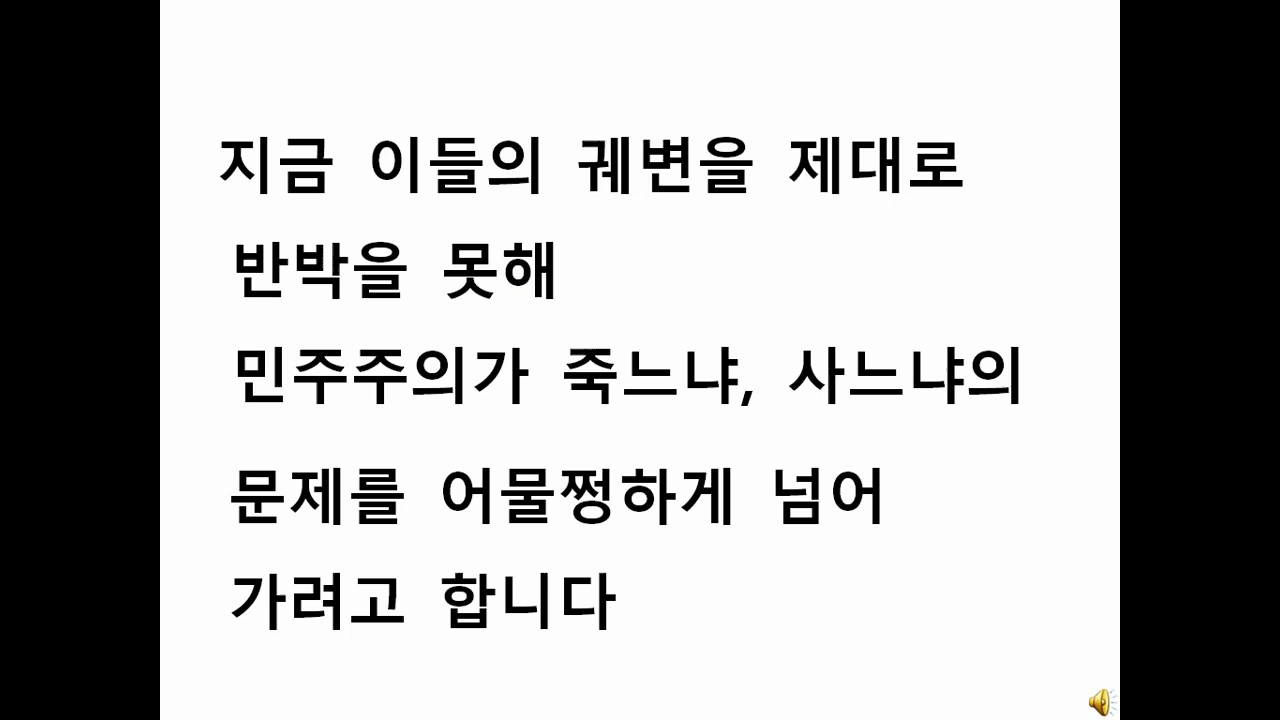 지금 이들의 궤변을 제대로
반박을 못해
민주주의가 죽느냐, 사느냐의
문제를 어물쩡하게 넘어
가려고 합니다